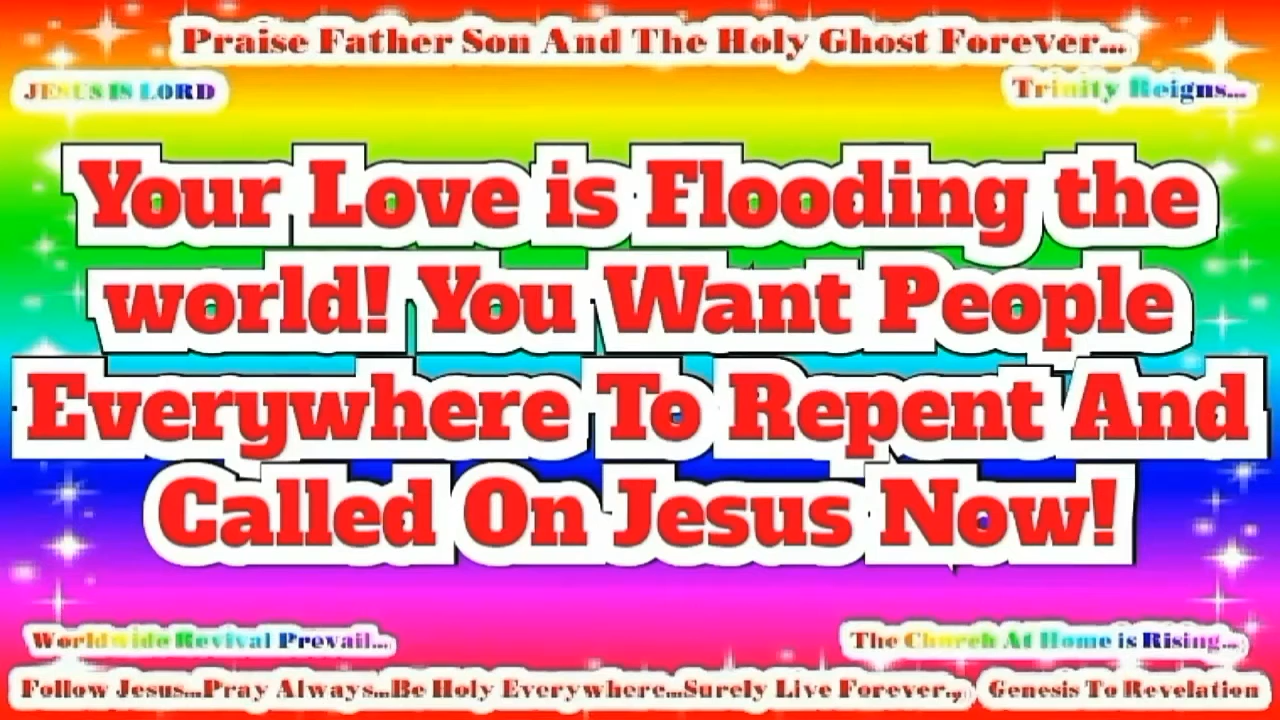 Praise Father Son And The Holy Ghost Forever...
JESUS IS LORD
Trinity Reigns...
Your Love is Flooding the
world! You Want People
Everywhere To Repent And
Called On Jesus Now!
Worldwide Revival Prevail...
The Church At Home is Rising...
Follow Jesus...Pray Always...Be Holy Everywhere...Surely Live Forever..,
Genesis To Revelation